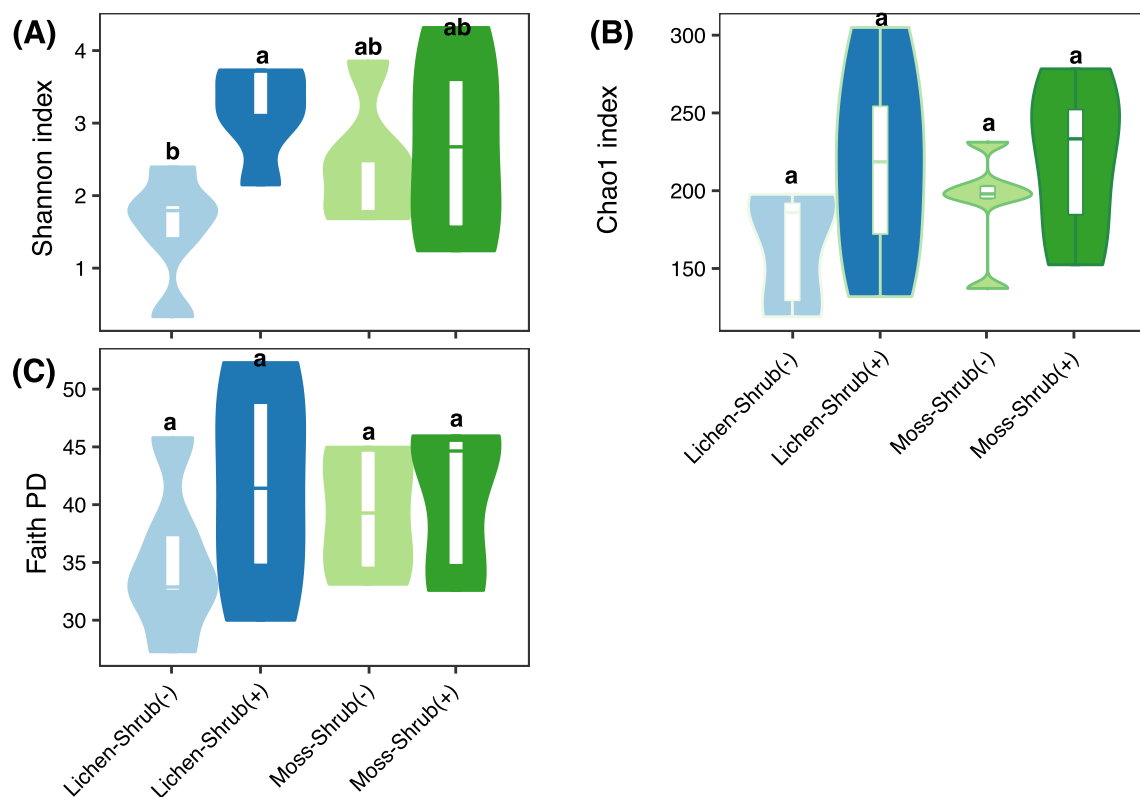 (A)
Shannon index
4
3
2
1
b
a
ab
ab
(B)
Chao1 index
300
250
200
150
a
a
a
a
Lichen-Shrub(-)
Lichen-Shrub(+)
Moss-Shrub(-)
Moss-Shrub(+)
(C)
Faith PD
50
45
40
35
30
a
a
a
a
Lichen-Shrub(-)
Lichen-Shrub(+)
Moss-Shrub(-)
Moss-Shrub(+)